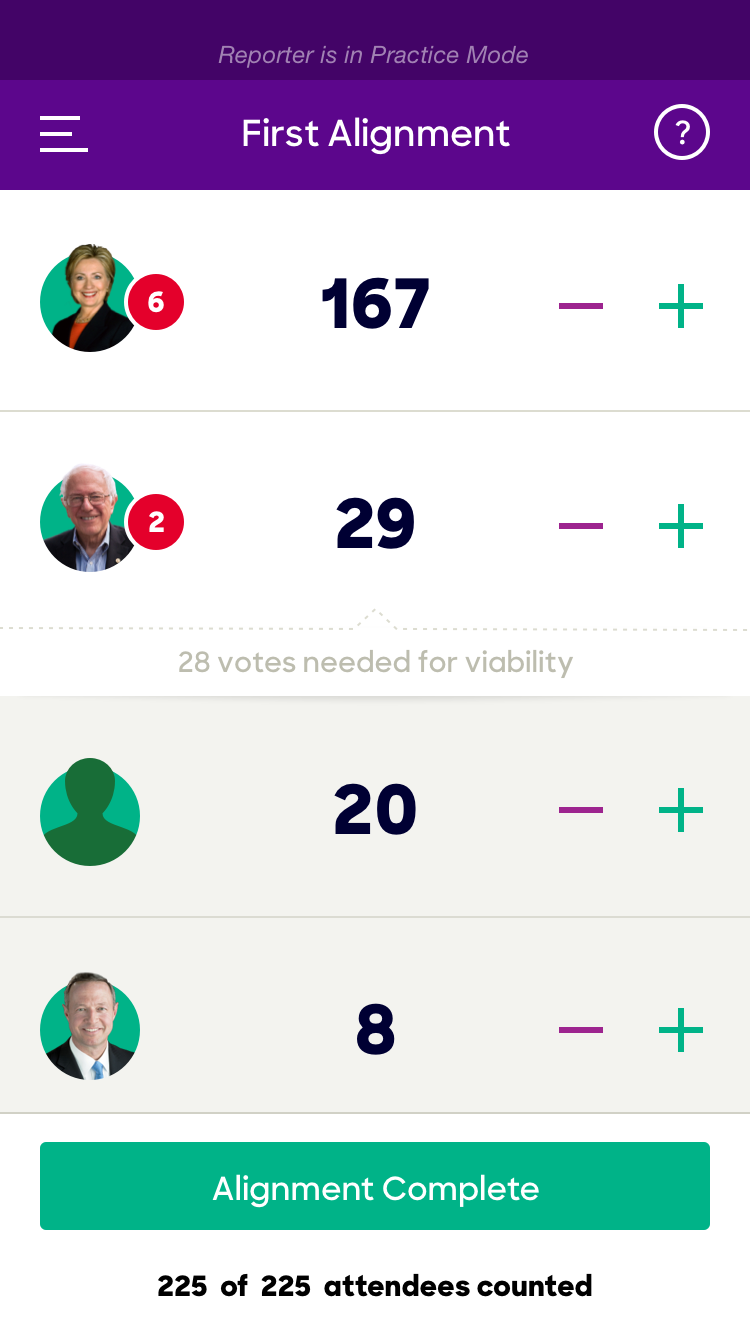 Reporter is in Practice Mode
First Alignment ?
6 167
2 29
28 votes needed for viability
20
8
Alignment Complete
225 of 225 attendees counted